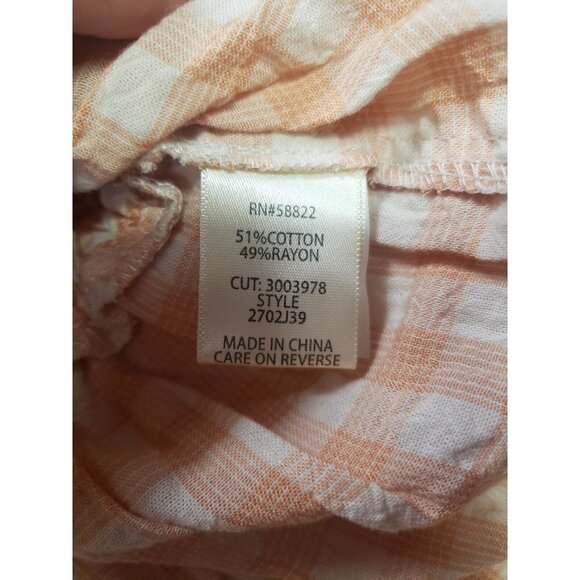 RN#58822
51%COTTON
49%RAYON
CUT: 3003978
STYLE
2702J39
MADE IN CHINA
CARE ON REVERSE